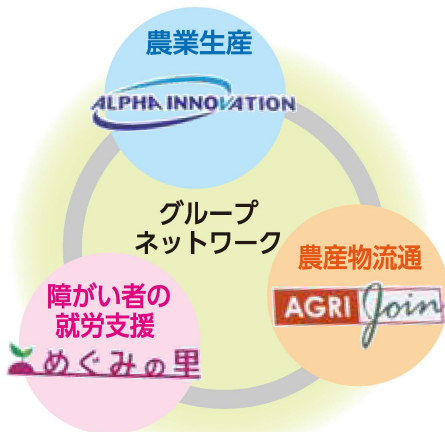 農業生産
ALPHA INNOVATION
グループ
ネットワーク
農産物流通
AGRI Join
障がい者の
就労支援
めぐみの里